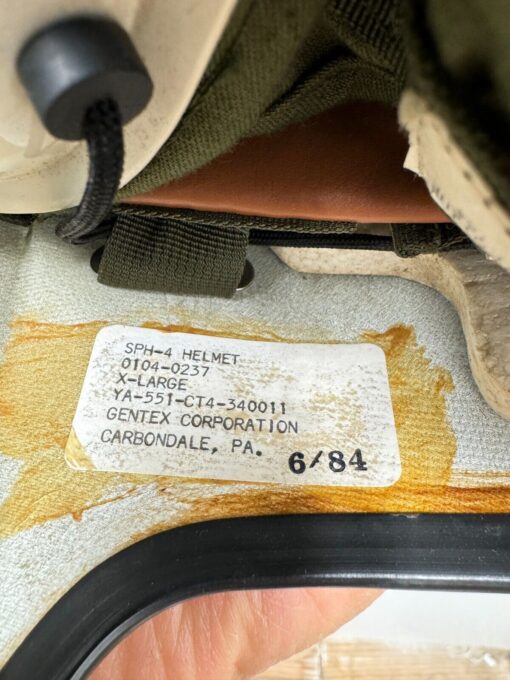 SPH-4 HELMET
0104-0237
X-LARGE
YA-551-CT4-340011
GENTEX CORPORATION
CARBONDALE, PA. 6/84